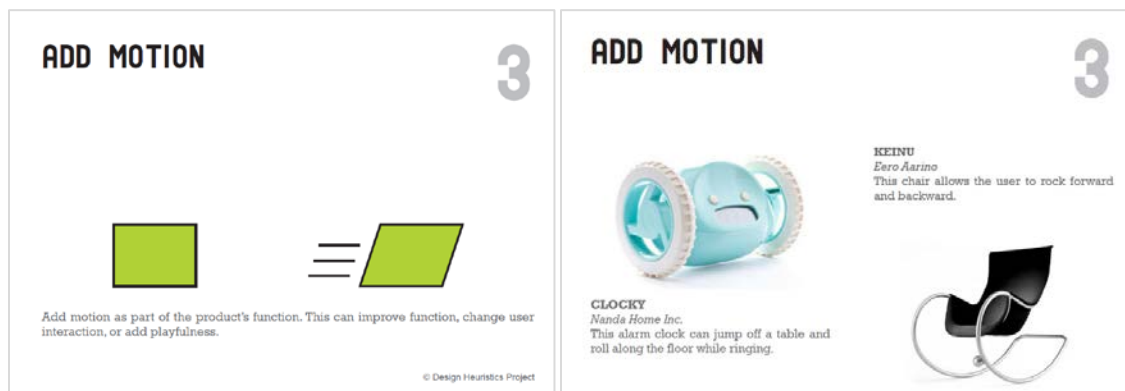 ADD MOTION
3
Add motion as part of the product's function. This can improve function, change user
interaction, or add playfulness.
© Design Heuristics Project
ADD MOTION
3
CLOCKY
Nanda Home Inc.
This alarm clock can jump off a table and
roll along the floor while ringing.
KEINU
Eero Aarino
This chair allows the user to rock forward
and backward.